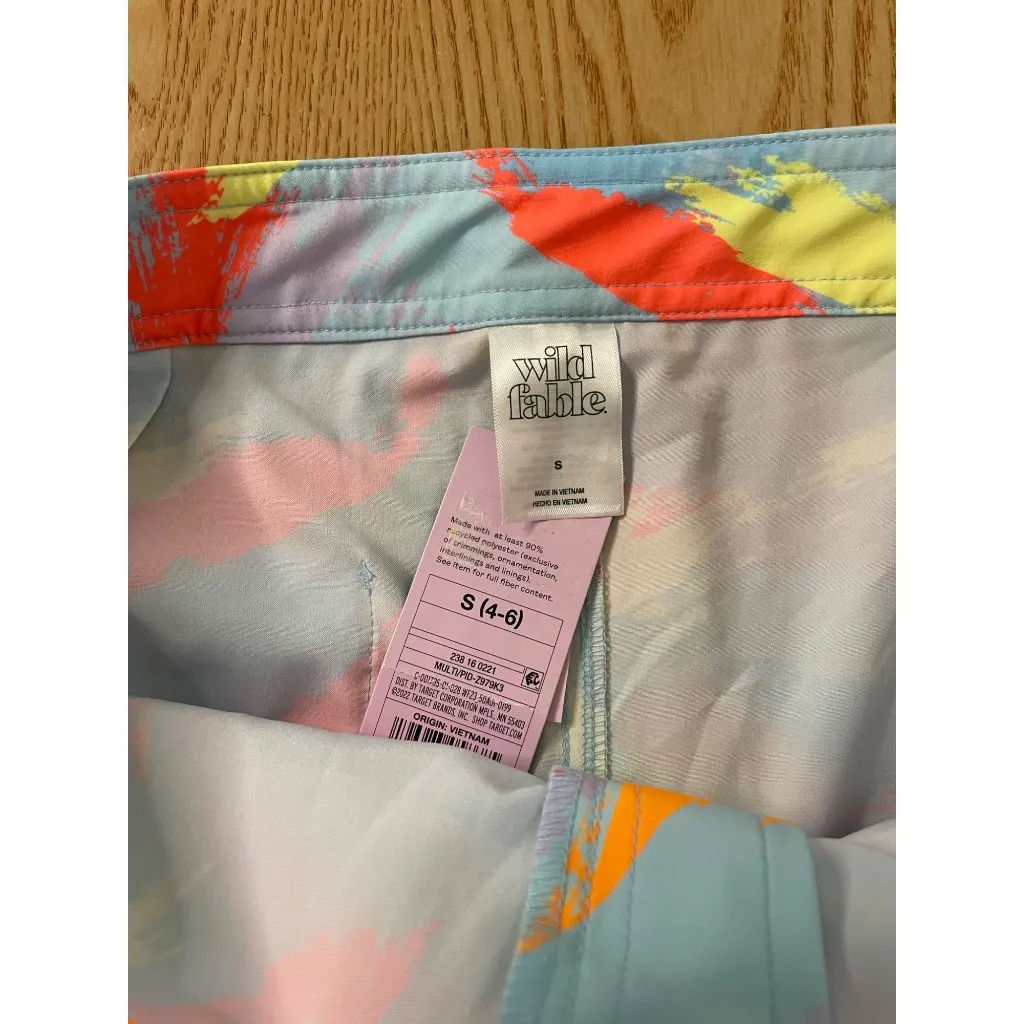 wild
fable.
S
MADE IN VIETNAM
HECHO EN VIETNAM
Made with at least 90%
recycled polyester (exclusive
of trimmings, ornamentation,
interlinings and linings).
See item for full fiber content.
S (4-6)
238 16 0221
MULTI/PID-Z979K3
DIST. BY TARGET CORPORATION MPLS, MN 55403
©2022 TARGET BRANDS, INC. SHOP TARGET.COM
ORIGIN: VIETNAM